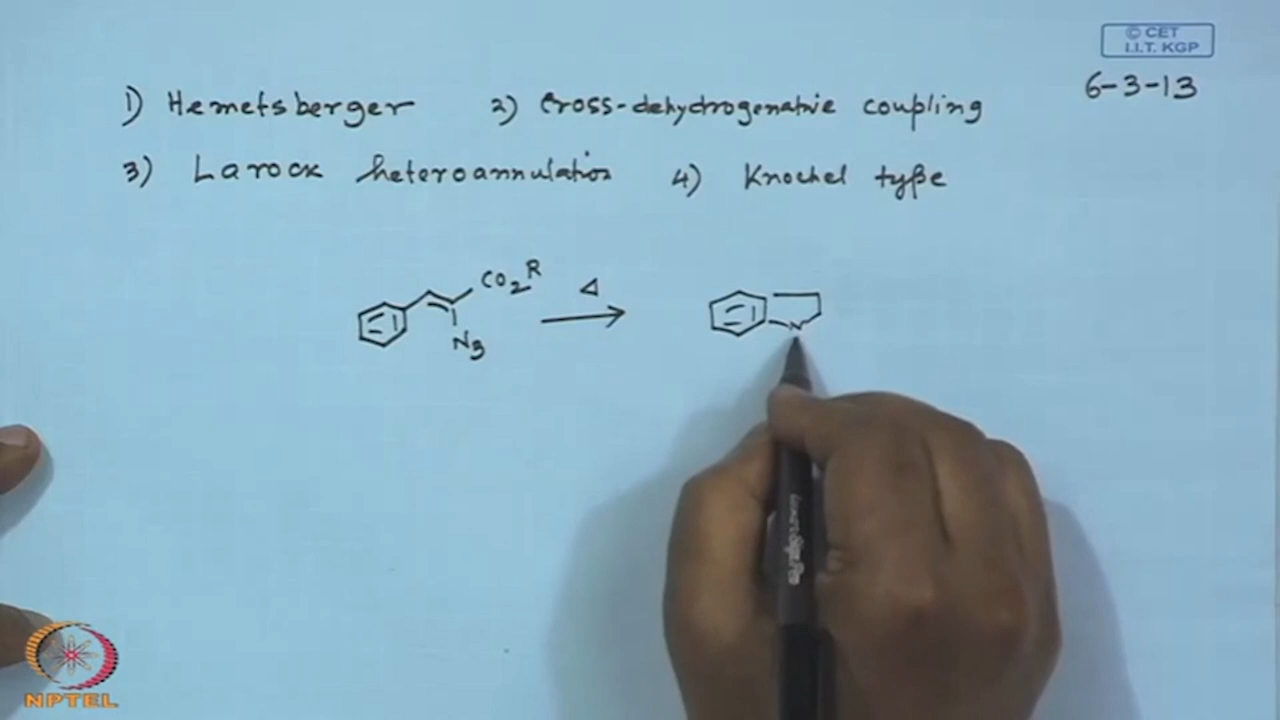 © CET
I.I.T. KGP
6-3-13
1) Hemetsberger 2) Cross-dehydrogenative coupling
3) Larock heteroannulation 4) Knochel type
CO2R
Δ
N3
N
NPTEL